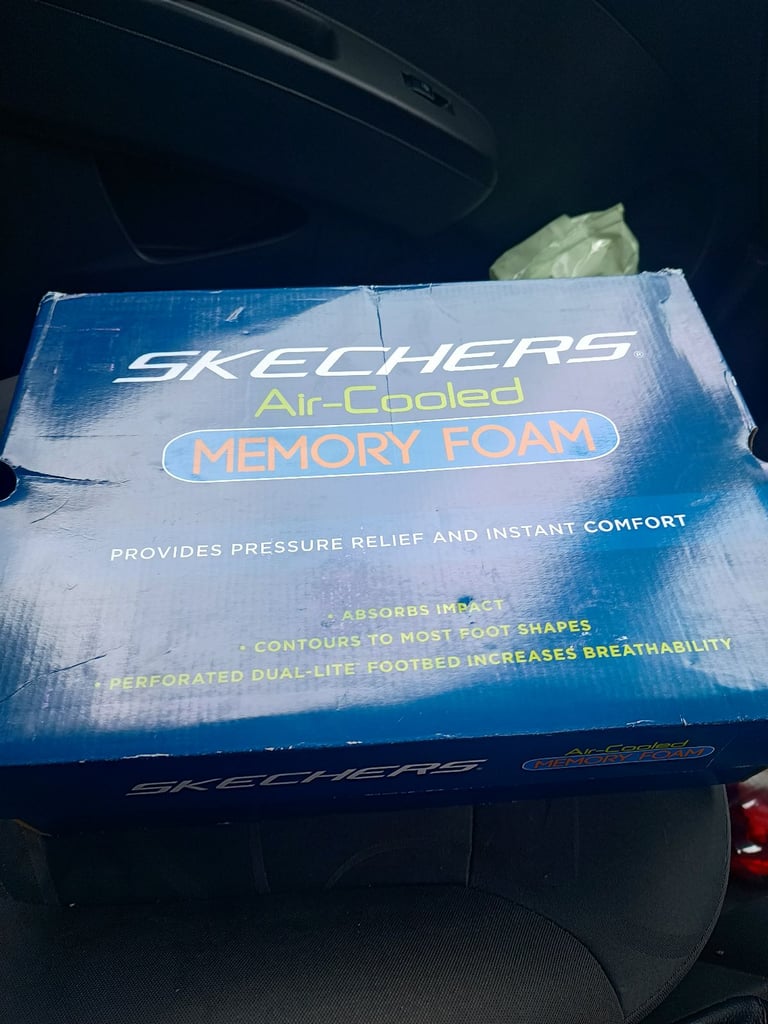 SKECHERS®
Air-Cooled
MEMORY FOAM
PROVIDES PRESSURE RELIEF AND INSTANT COMFORT
• ABSORBS IMPACT
• CONTOURS TO MOST FOOT SHAPES
• PERFORATED DUAL-LITE™ FOOTBED INCREASES BREATHABILITY
SKECHERS® Air-Cooled
MEMORY FOAM